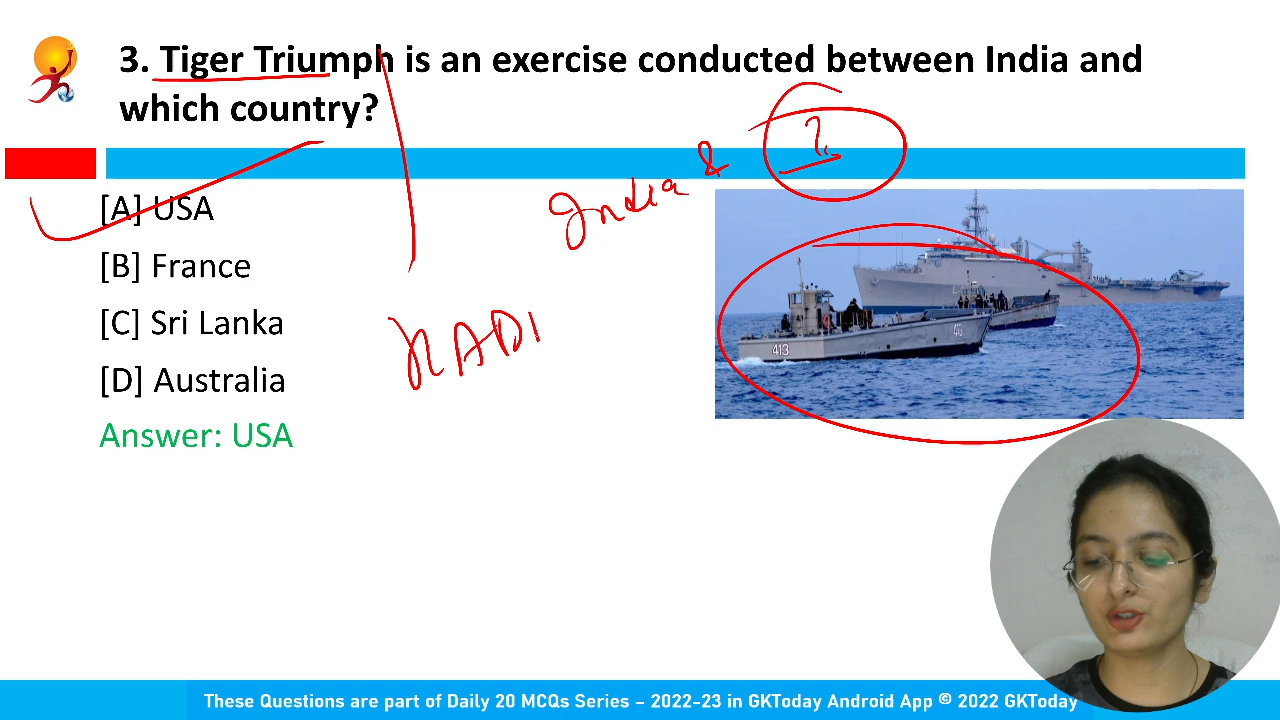 3. Tiger Triumph is an exercise conducted between India and
which country?
India & ?
[A] USA
[B] France
[C] Sri Lanka
[D] Australia
Answer: USA
413
These Questions are part of Daily 20 MCQs Series – 2022-23 in GKToday Android App © 2022 GKToday